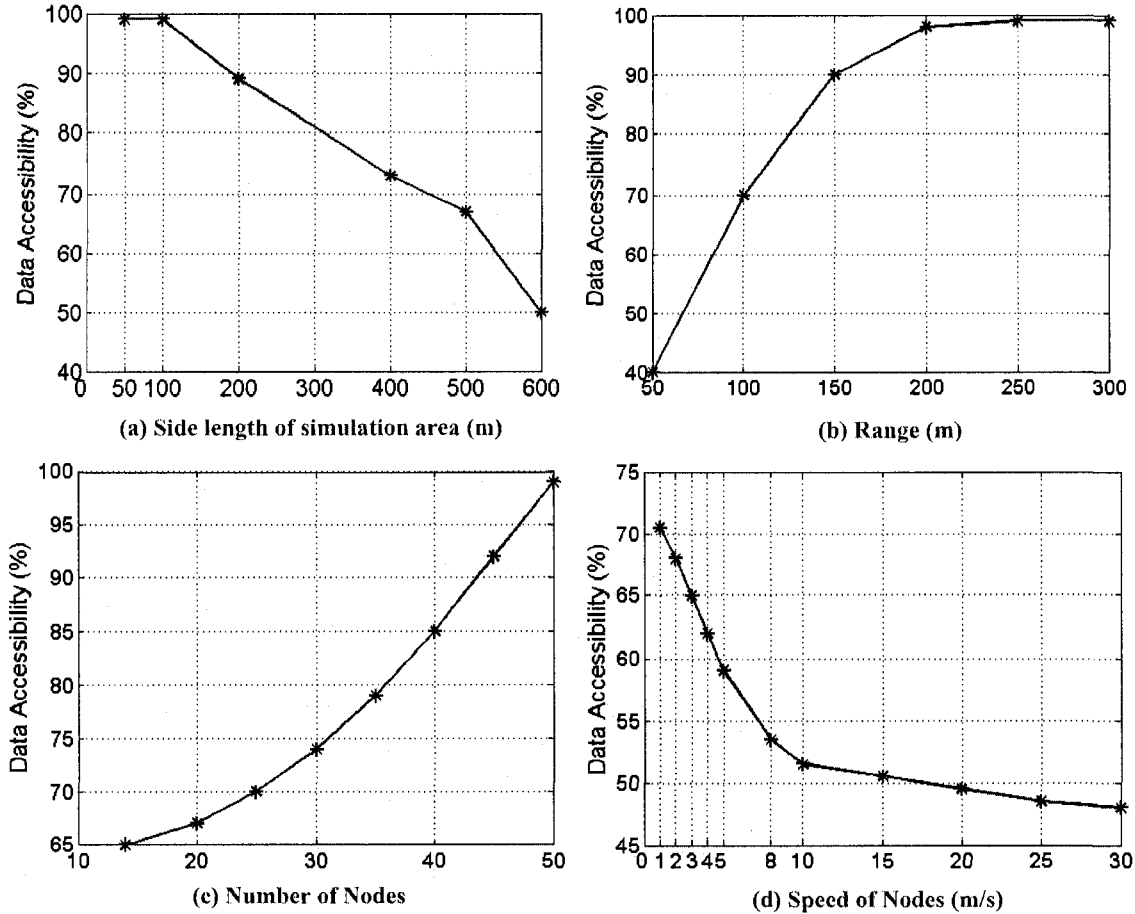 100
90
80
70
60
50
40
Data Accessibility (%)
0 50 100 200 300 400 500 600
(a) Side length of simulation area (m)
100
90
80
70
60
50
40
Data Accessibility (%)
50 100 150 200 250 300
(b) Range (m)
100
95
90
85
80
75
70
65
Data Accessibility (%)
10 20 30 40 50
(c) Number of Nodes
75
70
65
60
55
50
45
Data Accessibility (%)
0 1 2 3 4 5 8 10 15 20 25 30
(d) Speed of Nodes (m/s)